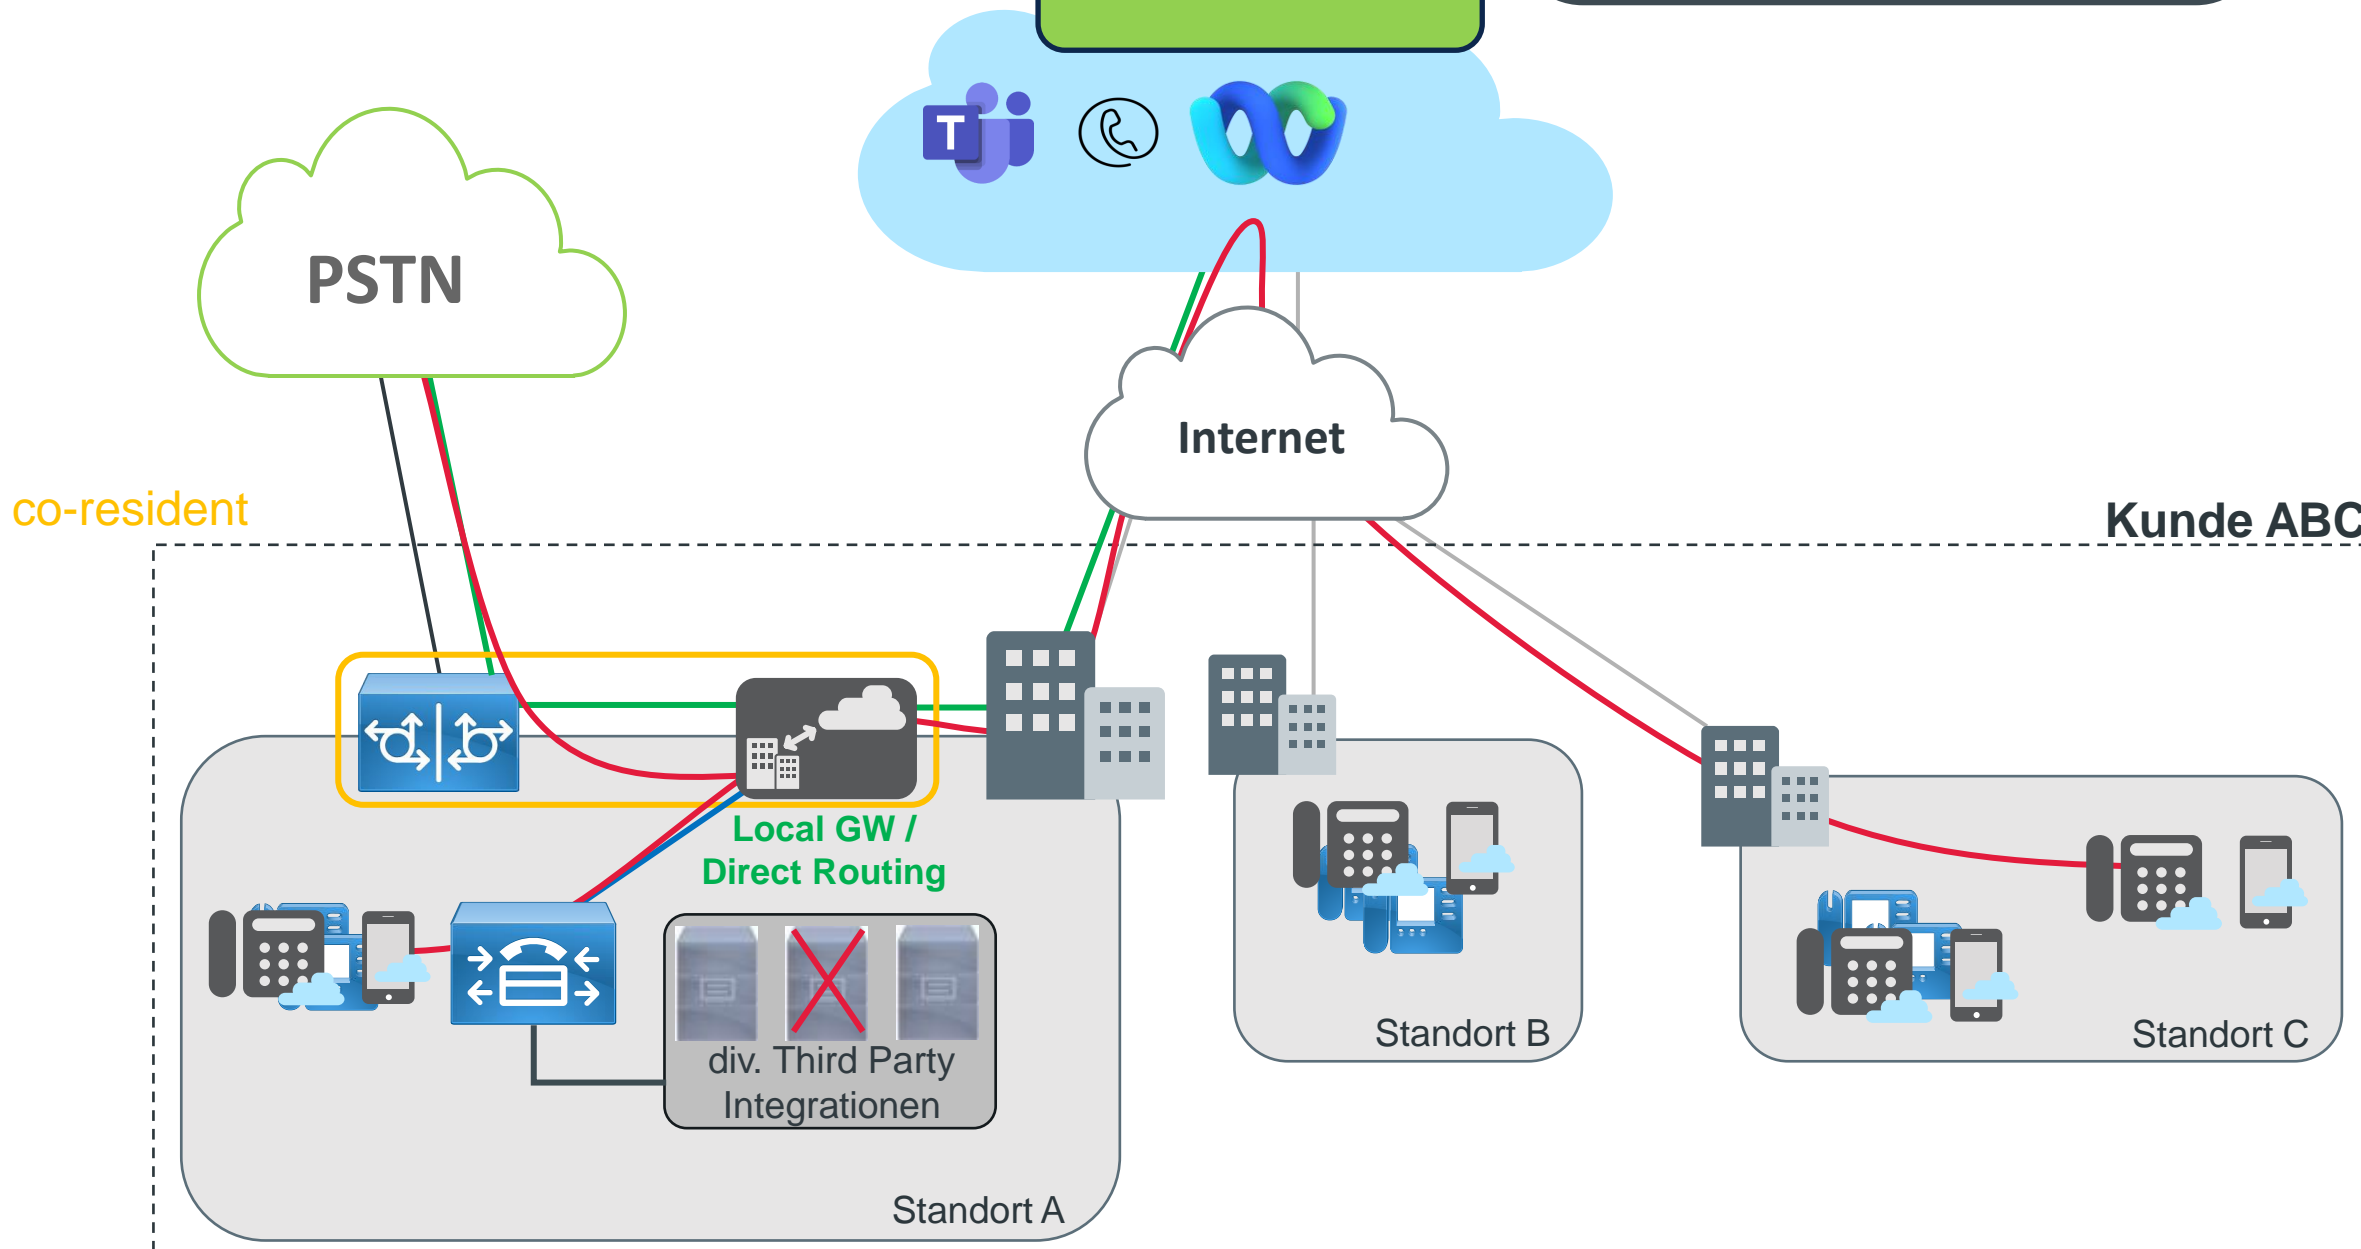 T
PSTN
Internet
co-resident
Kunde ABC
Local GW /
Direct Routing
div. Third Party
Integrationen
Standort A
Standort B
Standort C